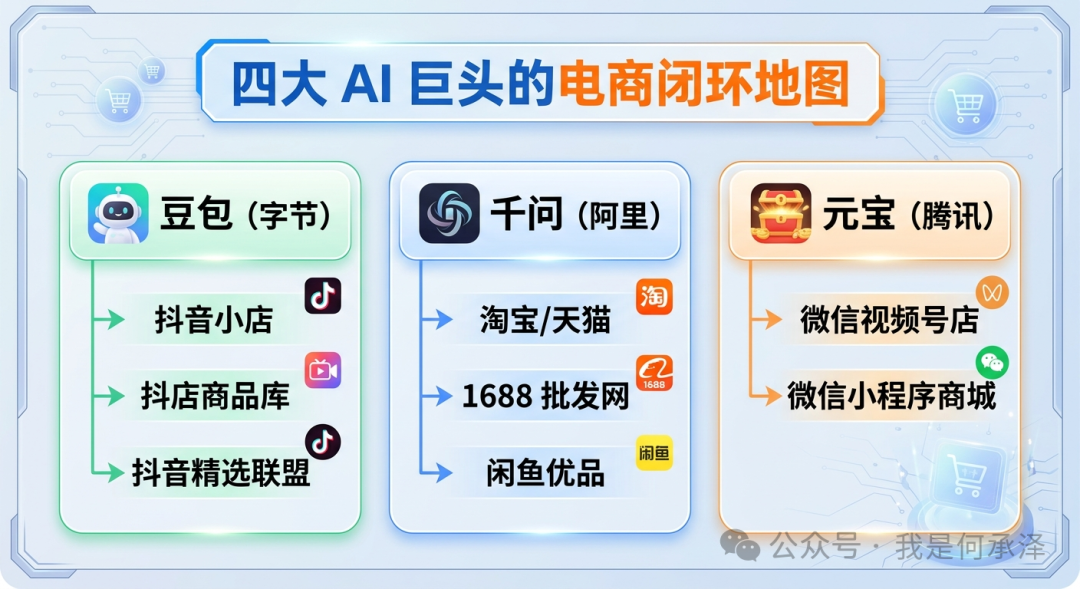 四大 AI 巨头的电商闭环地图
豆包（字节）
抖音小店
抖店商品库
抖音精选联盟
千问（阿里）
淘宝/天猫
淘
1688 批发网
1688
闲鱼优品
闲鱼
元宝（腾讯）
微信视频号店
微信小程序商城
公众号 · 我是何承泽